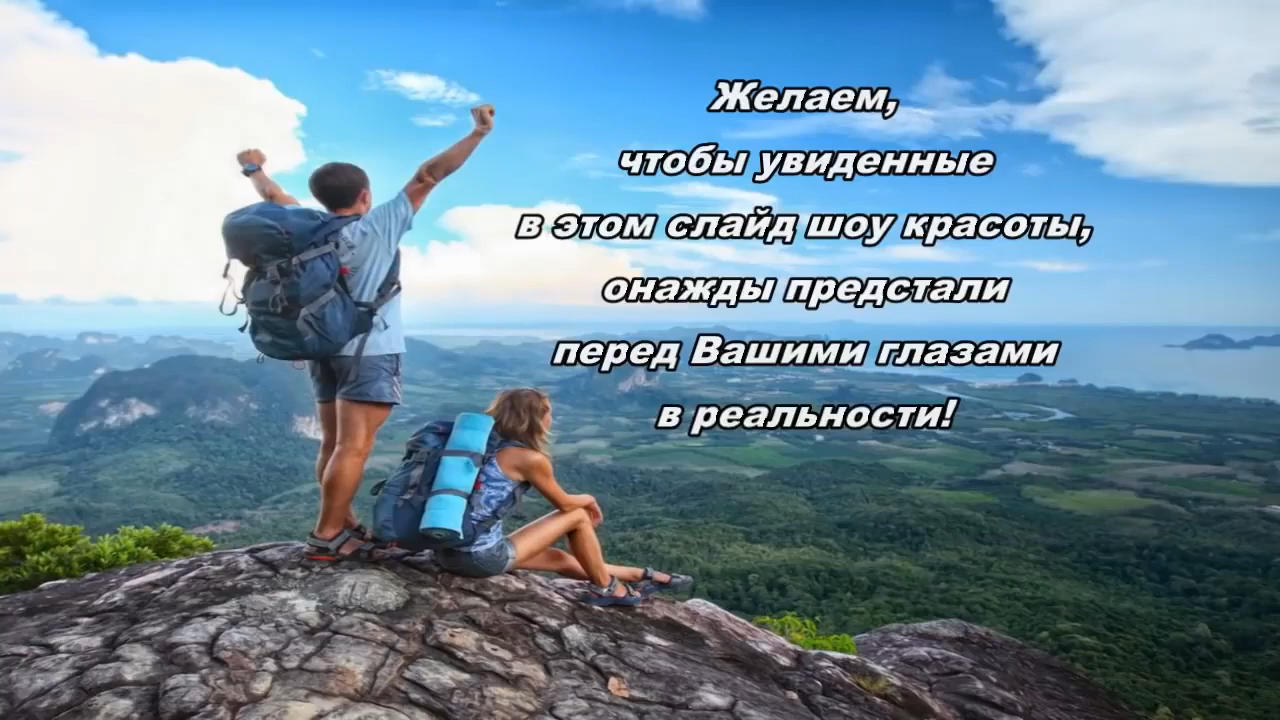 Желаем,
чтобы увиденные
в этом слайд шоу красоты,
онажды предстали
перед Вашими глазами
в реальности!